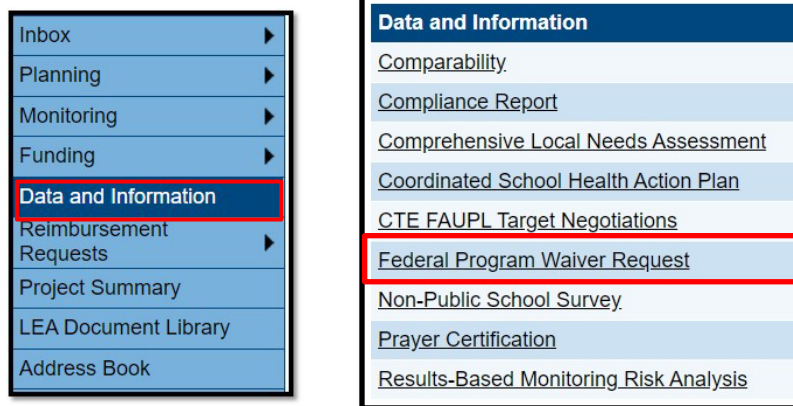 Inbox
Planning
Monitoring
Funding
Data and Information
Reimbursement
Requests
Project Summary
LEA Document Library
Address Book
Data and Information
Comparability
Compliance Report
Comprehensive Local Needs Assessment
Coordinated School Health Action Plan
CTE FAUPL Target Negotiations
Federal Program Waiver Request
Non-Public School Survey
Prayer Certification
Results-Based Monitoring Risk Analysis